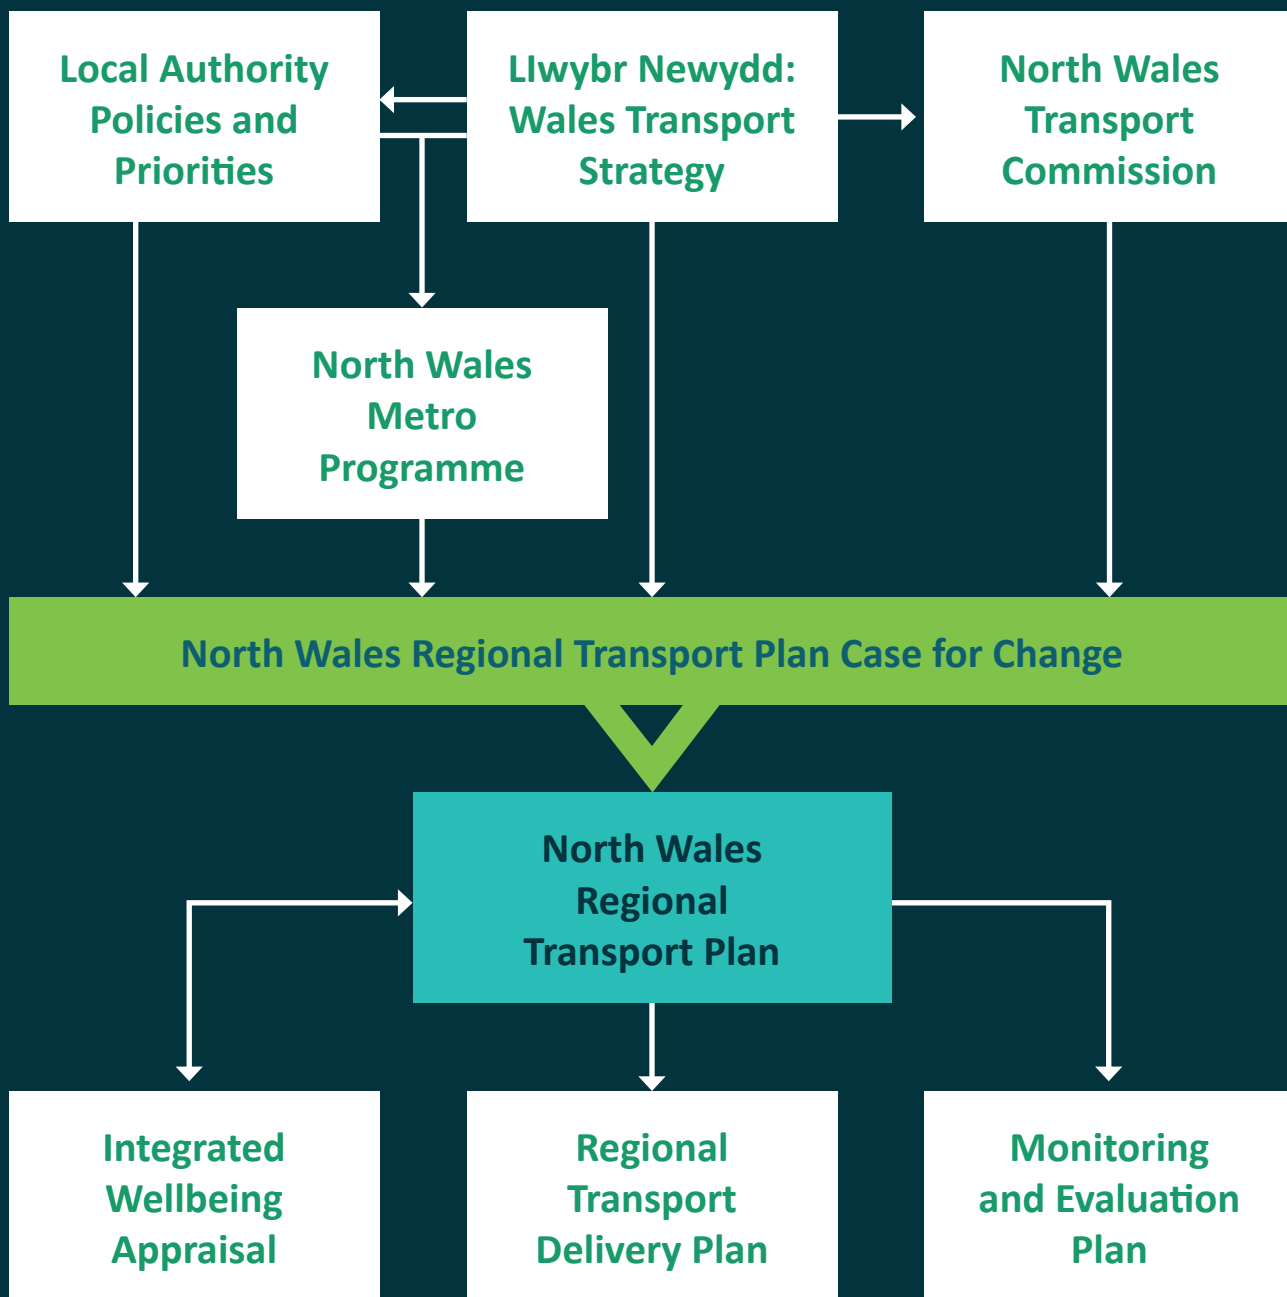 Local Authority
Policies and
Priorities
Llwybr Newydd:
Wales Transport
Strategy
North Wales
Transport
Commission
North Wales
Metro
Programme
North Wales Regional Transport Plan Case for Change
North Wales
Regional
Transport Plan
Integrated
Wellbeing
Appraisal
Regional
Transport
Delivery Plan
Monitoring
and Evaluation
Plan